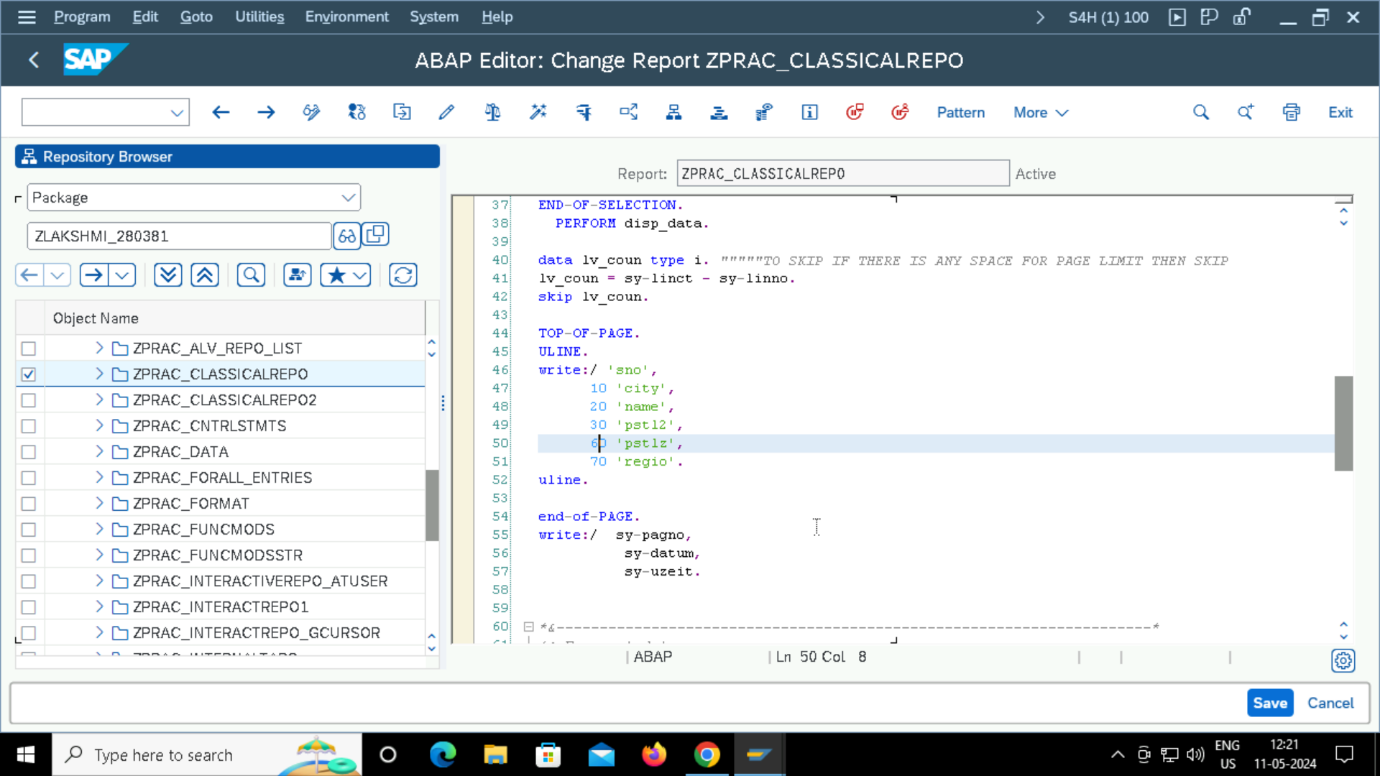 Program Edit Goto Utilities Environment System Help S4H (1) 100
SAP ABAP Editor: Change Report ZPRAC_CLASSICALREPO
Pattern More Exit
Repository Browser
Package
ZLAKSHMI_280381
Object Name
ZPRAC_ALV_REPO_LIST
ZPRAC_CLASSICALREPO
ZPRAC_CLASSICALREPO2
ZPRAC_CNTRLSTMTS
ZPRAC_DATA
ZPRAC_FORALL_ENTRIES
ZPRAC_FORMAT
ZPRAC_FUNCMODS
ZPRAC_FUNCMODSSTR
ZPRAC_INTERACTIVEREPO_ATUSER
ZPRAC_INTERACTREPO1
ZPRAC_INTERACTREPO_GCURSOR
Report: ZPRAC_CLASSICALREPO Active
37 END-OF-SELECTION.
38 PERFORM disp_data.
39
40 data lv_coun type i. """""TO SKIP IF THERE IS ANY SPACE FOR PAGE LIMIT THEN SKIP
41 lv_coun = sy-linct - sy-linno.
42 skip lv_coun.
43
44 TOP-OF-PAGE.
45 ULINE.
46 write:/ 'sno',
47 10 'city',
48 20 'name',
49 30 'pstl2',
50 60 'pstlz',
51 70 'regio'.
52 uline.
53
54 end-of-PAGE.
55 write:/ sy-pagno,
56 sy-datum,
57 sy-uzeit.
58
59
60 *&---------------------------------------------------------------------*
ABAP Ln 50 Col 8
Save Cancel
Type here to search
ENG
US
12:21
11-05-2024